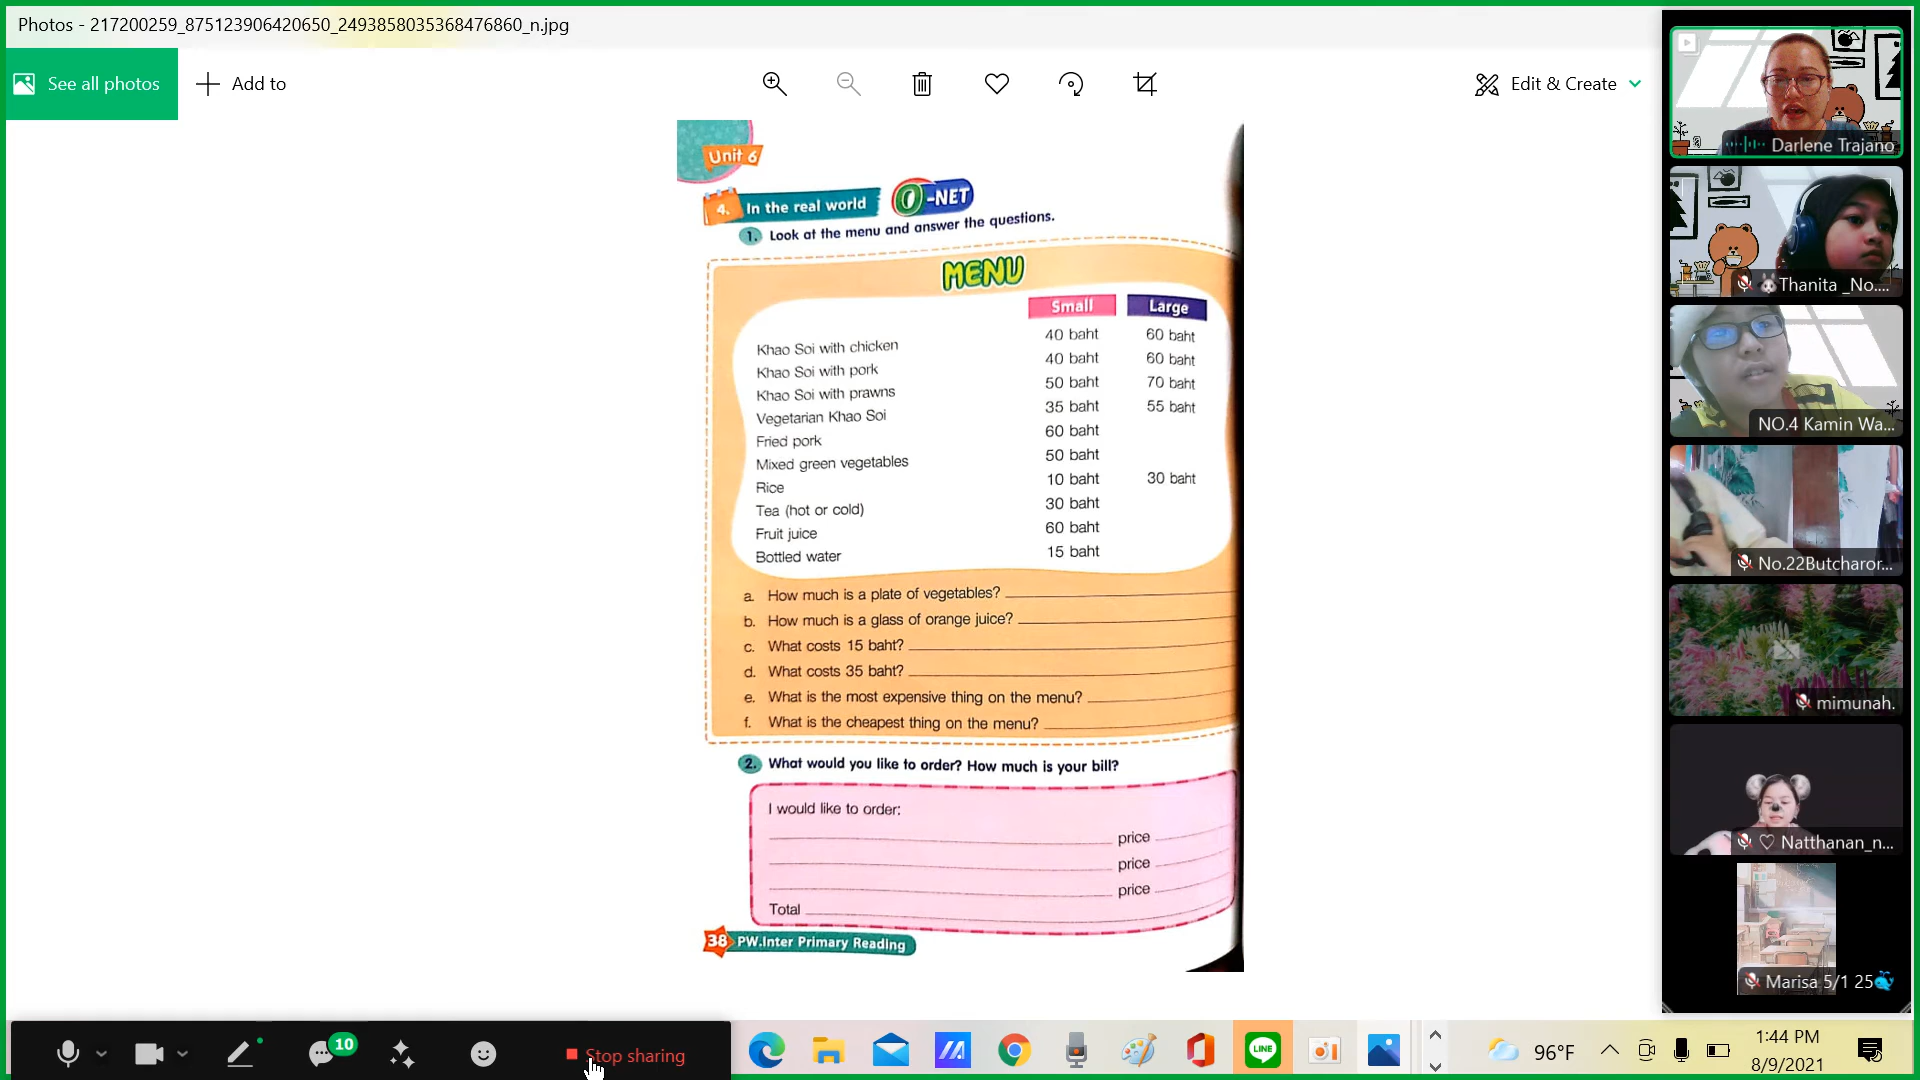 Photos - 217200259_875123906420650_2493858035368476860_n.jpg
See all photos
Add to
Edit & Create
Unit 6
4. In the real world O-NET
1. Look at the menu and answer the questions.
MENU
Small Large
Khao Soi with chicken 40 baht 60 baht
Khao Soi with pork 40 baht 60 baht
Khao Soi with prawns 50 baht 70 baht
Vegetarian Khao Soi 35 baht 55 baht
Fried pork 60 baht
Mixed green vegetables 50 baht
Rice 10 baht 30 baht
Tea (hot or cold) 30 baht
Fruit juice 60 baht
Bottled water 15 baht
a. How much is a plate of vegetables?
b. How much is a glass of orange juice?
c. What costs 15 baht?
d. What costs 35 baht?
e. What is the most expensive thing on the menu?
f. What is the cheapest thing on the menu?
2. What would you like to order? How much is your bill?
I would like to order:
price
price
price
Total
38 PW.Inter Primary Reading
Darlene Trajano
Thanita _No....
NO.4 Kamin Wa...
No.22Butcharor...
mimunah.
♡ Natthanan_n...
Marisa 5/1 25🐳
10
Stop sharing
LINE
96°F
1:44 PM
8/9/2021